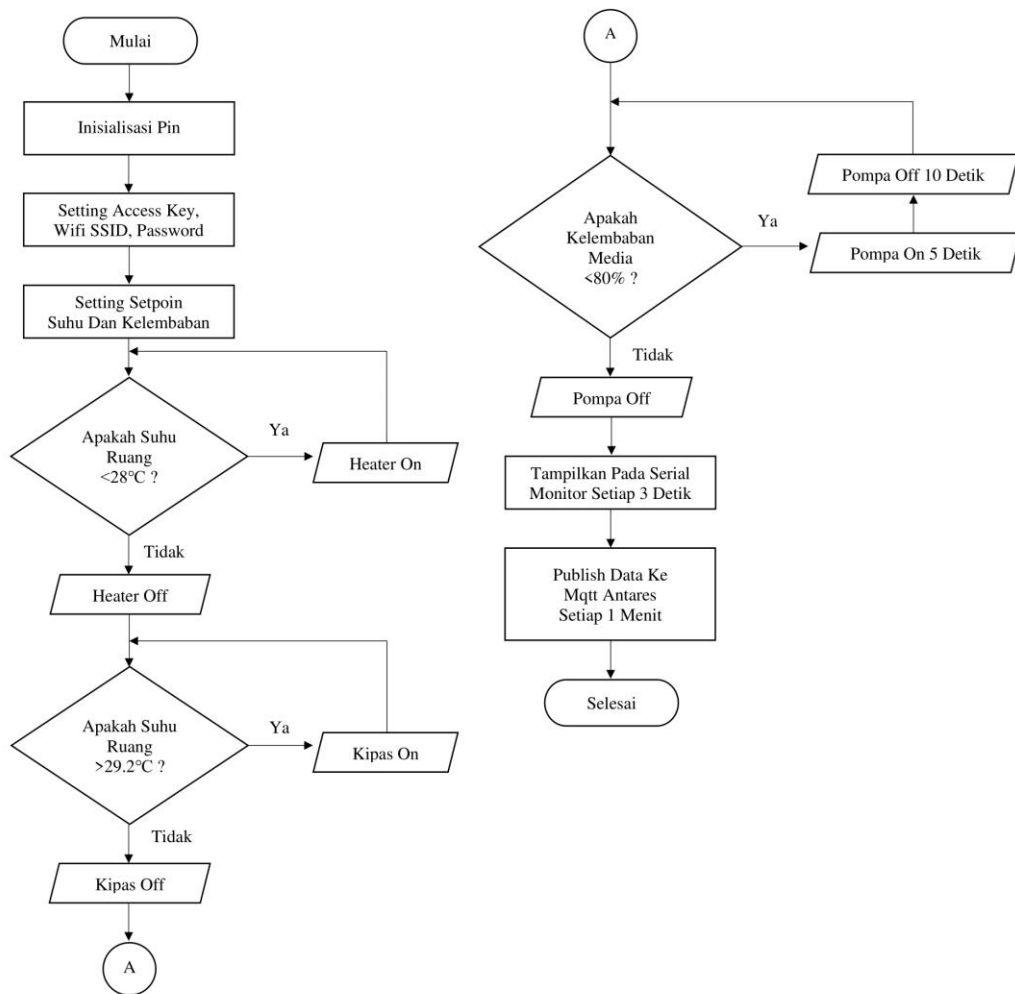 Mulai
Inisialisasi Pin
Setting Access Key,
Wifi SSID, Password
Setting Setpoin
Suhu Dan Kelembaban
Apakah Suhu
Ruang
<28°C ?
Ya
Heater On
Tidak
Heater Off
Apakah Suhu
Ruang
>29.2°C ?
Ya
Kipas On
Tidak
Kipas Off
A
A
Apakah
Kelembaban
Media
<80% ?
Ya
Pompa Off 10 Detik
Pompa On 5 Detik
Tidak
Pompa Off
Tampilkan Pada Serial
Monitor Setiap 3 Detik
Publish Data Ke
Mqtt Antares
Setiap 1 Menit
Selesai